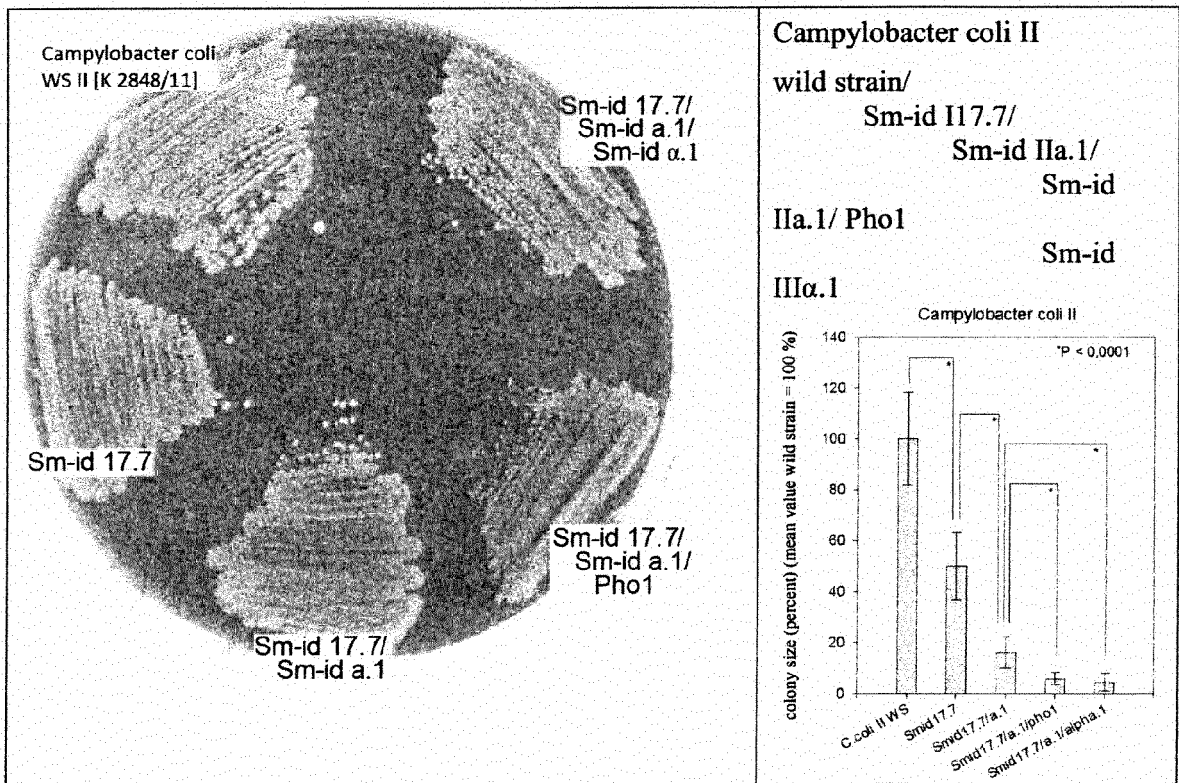 Campylobacter coli
WS II [K 2848/11]
Sm-id 17.7/
Sm-id a.1/
Sm-id α.1
Sm-id 17.7
Sm-id 17.7/
Sm-id a.1/
Pho1
Sm-id 17.7/
Sm-id a.1
Campylobacter coli II
wild strain/
Sm-id I17.7/
Sm-id IIa.1/
Sm-id
IIa.1/ Pho1
Sm-id
IIIα.1
Campylobacter coli II
*P < 0,0001
colony size (percent) (mean value wild strain = 100 %)
140
120
100
80
60
40
20
0
*
*
*
*
C.coli II WS
Smid17.7
Smid17.7/a.1
Smid17.7/a.1/pho1
Smid17.7/a.1/alpha.1